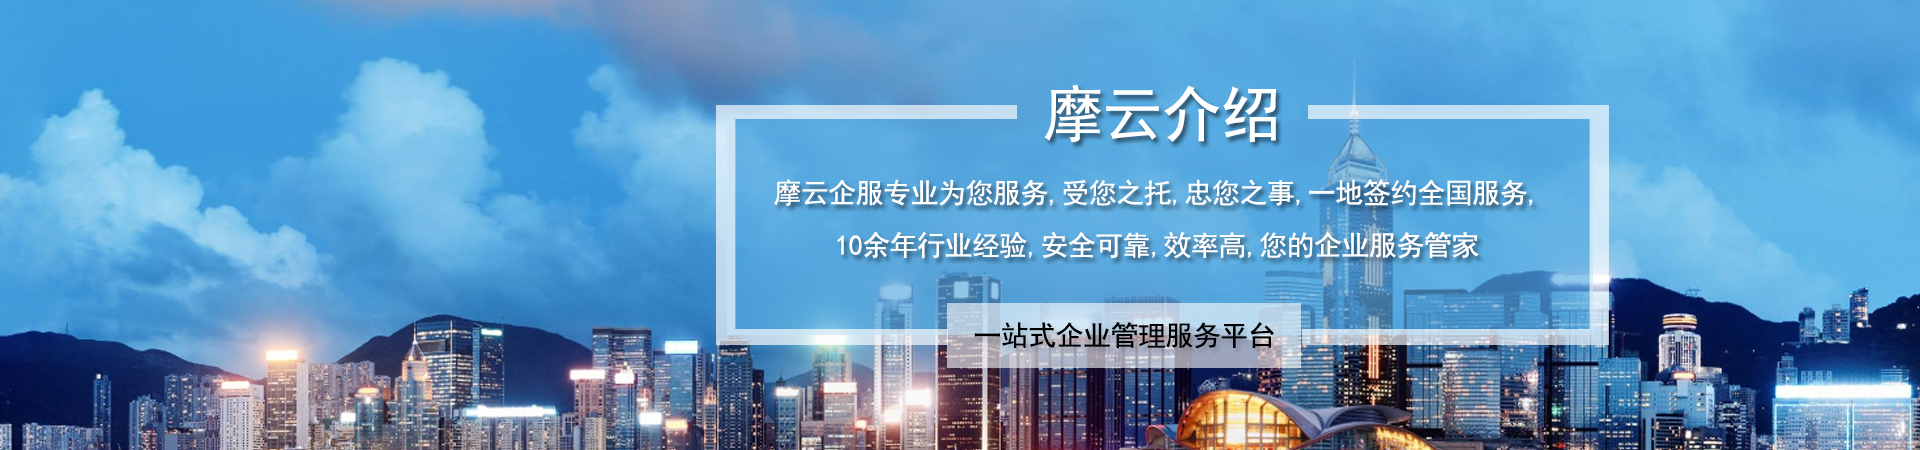 摩云介绍
摩云企服专业为您服务,受您之托,忠您之事,一地签约全国服务,
10余年行业经验,安全可靠,效率高,您的企业服务管家
一站式企业管理服务平台